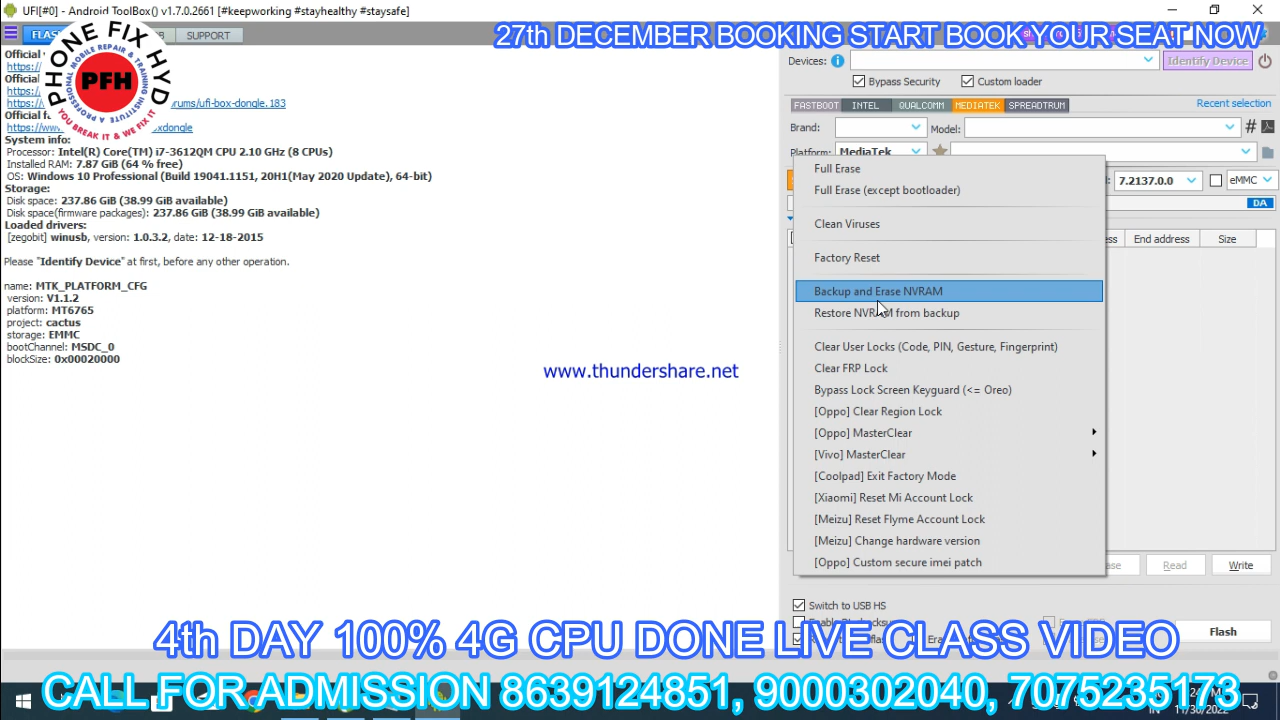 UFI[#0] - Android ToolBox() v1.7.0.2661 [#keepworking #stayhealthy #staysafe]
SUPPORT
27th DECEMBER BOOKING START BOOK YOUR SEAT NOW
PHONE FIX HYD
MOBILE REPAIR & TRAINING
PFH
A PROFESSIONAL INSTITUTE
YOU BREAK IT & WE FIX IT
Official
https:/
Official
https:/
https:/ rums/ufi-box-dongle.183
Official f
https://ww xdongle
System info:
Processor: Intel(R) Core(TM) i7-3612QM CPU 2.10 GHz (8 CPUs)
Installed RAM: 7.87 GiB (64 % free)
OS: Windows 10 Professional (Build 19041.1151, 20H1(May 2020 Update), 64-bit)
Storage:
Disk space: 237.86 GiB (38.99 GiB available)
Disk space(firmware packages): 237.86 GiB (38.99 GiB available)
Loaded drivers:
[zegobit] winusb, version: 1.0.3.2, date: 12-18-2015
Please "Identify Device" at first, before any other operation.
name: MTK_PLATFORM_CFG
version: V1.1.2
platform: MT6765
project: cactus
storage: EMMC
bootChannel: MSDC_0
blockSize: 0x00020000
www.thundershare.net
Devices: Identify Device
Bypass Security Custom loader
FASTBOOT INTEL QUALCOMM MEDIATEK SPREADTRUM Recent selection
Brand: Model: #
Platform: MediaTek
7.2137.0.0 eMMC
DA
ess End address Size
Full Erase
Full Erase (except bootloader)
Clean Viruses
Factory Reset
Backup and Erase NVRAM
Restore NVRAM from backup
Clear User Locks (Code, PIN, Gesture, Fingerprint)
Clear FRP Lock
Bypass Lock Screen Keyguard (<= Oreo)
[Oppo] Clear Region Lock
[Oppo] MasterClear
[Vivo] MasterClear
[Coolpad] Exit Factory Mode
[Xiaomi] Reset Mi Account Lock
[Meizu] Reset Flyme Account Lock
[Meizu] Change hardware version
[Oppo] Custom secure imei patch
ase Read Write
Switch to USB HS
Flash
4th DAY 100% 4G CPU DONE LIVE CLASS VIDEO
CALL FOR ADMISSION 8639124851, 9000302040, 7075235173
11/30/2022